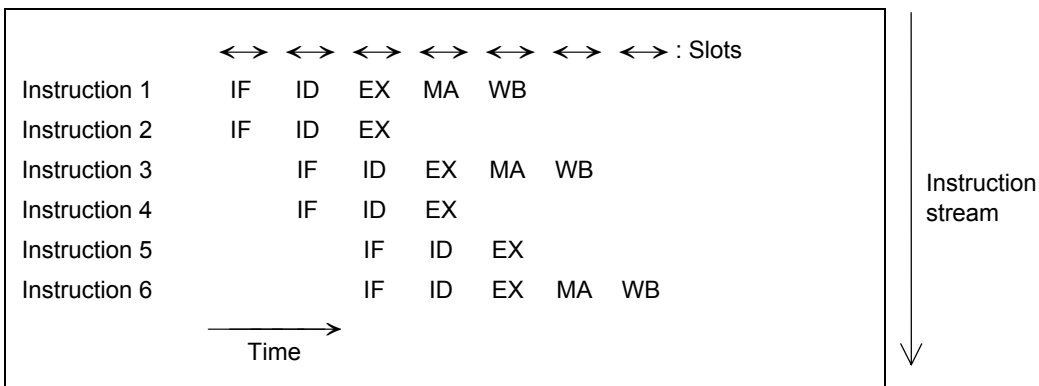 : Slots
Instruction 1 IF ID EX MA WB
Instruction 2 IF ID EX
Instruction 3 IF ID EX MA WB
Instruction 4 IF ID EX
Instruction 5 IF ID EX
Instruction 6 IF ID EX MA WB
Time
Instruction
stream